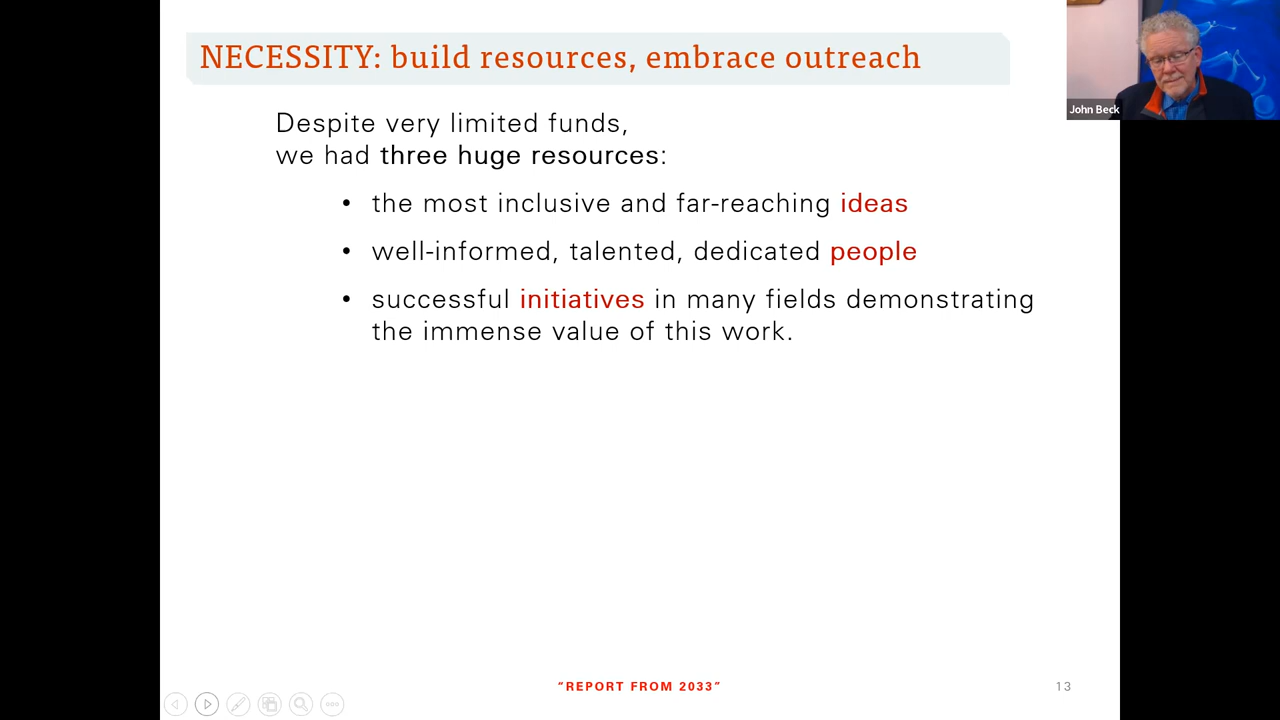 NECESSITY: build resources, embrace outreach
John Beck
Despite very limited funds,
we had three huge resources:
• the most inclusive and far-reaching ideas
• well-informed, talented, dedicated people
• successful initiatives in many fields demonstrating
the immense value of this work.
“REPORT FROM 2033”
13